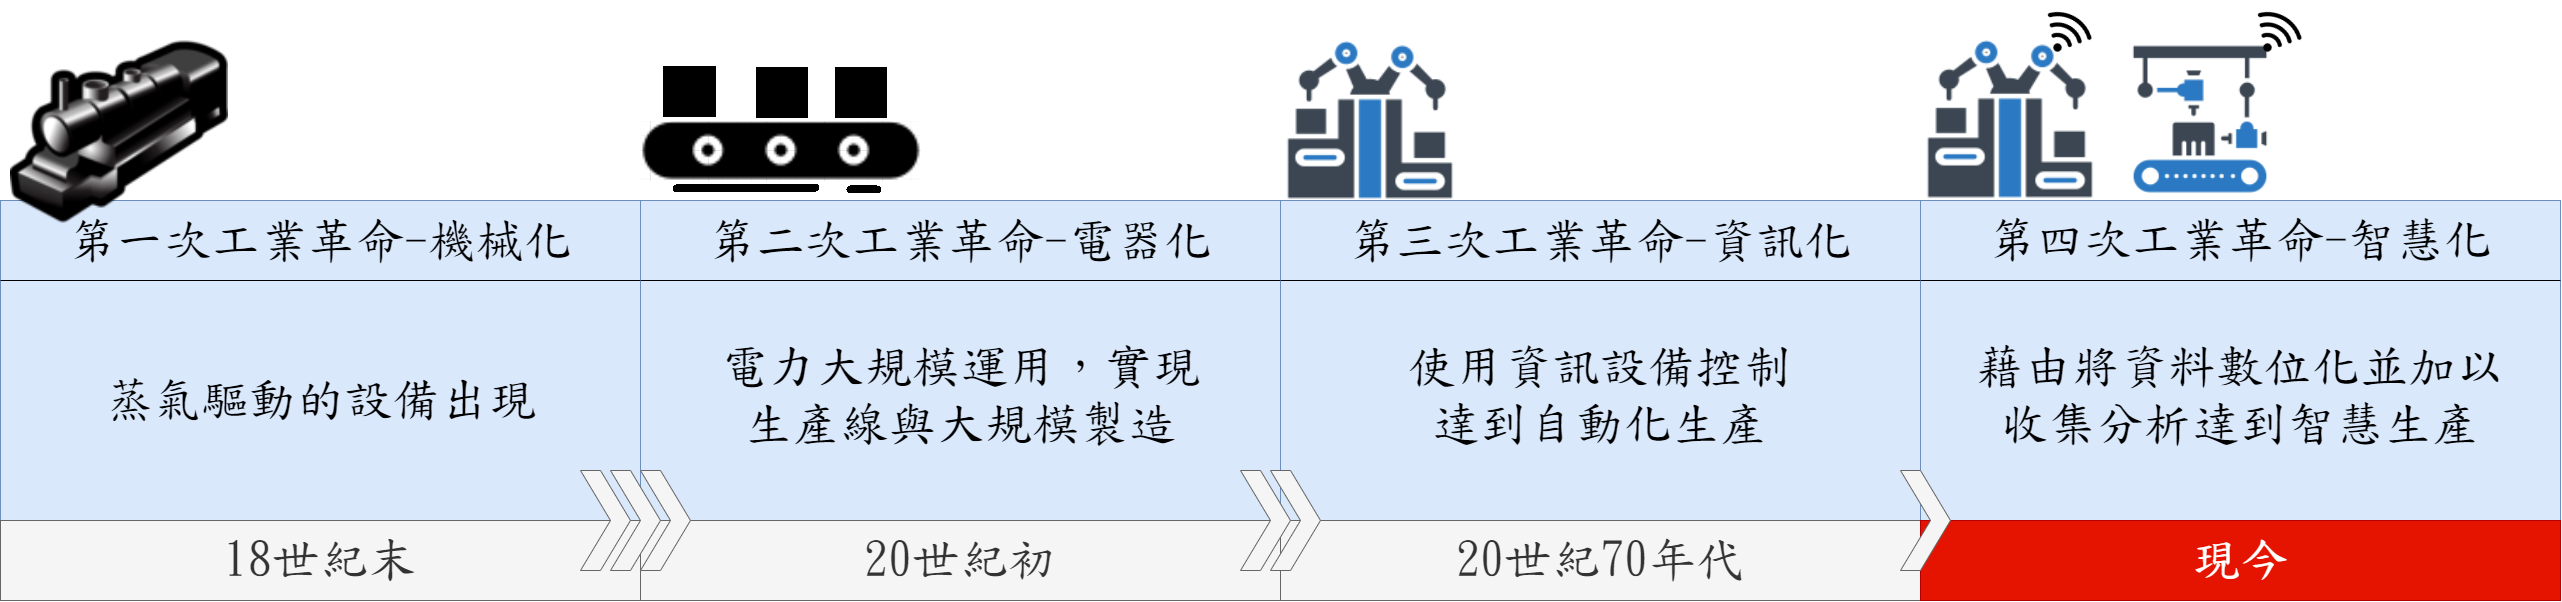 第一次工業革命-機械化
第二次工業革命-電器化
第三次工業革命-資訊化
第四次工業革命-智慧化
蒸氣驅動的設備出現
電力大規模運用，實現
生產線與大規模製造
使用資訊設備控制
達到自動化生產
藉由將資料數位化並加以
收集分析達到智慧生產
18世紀末
20世紀初
20世紀70年代
現今